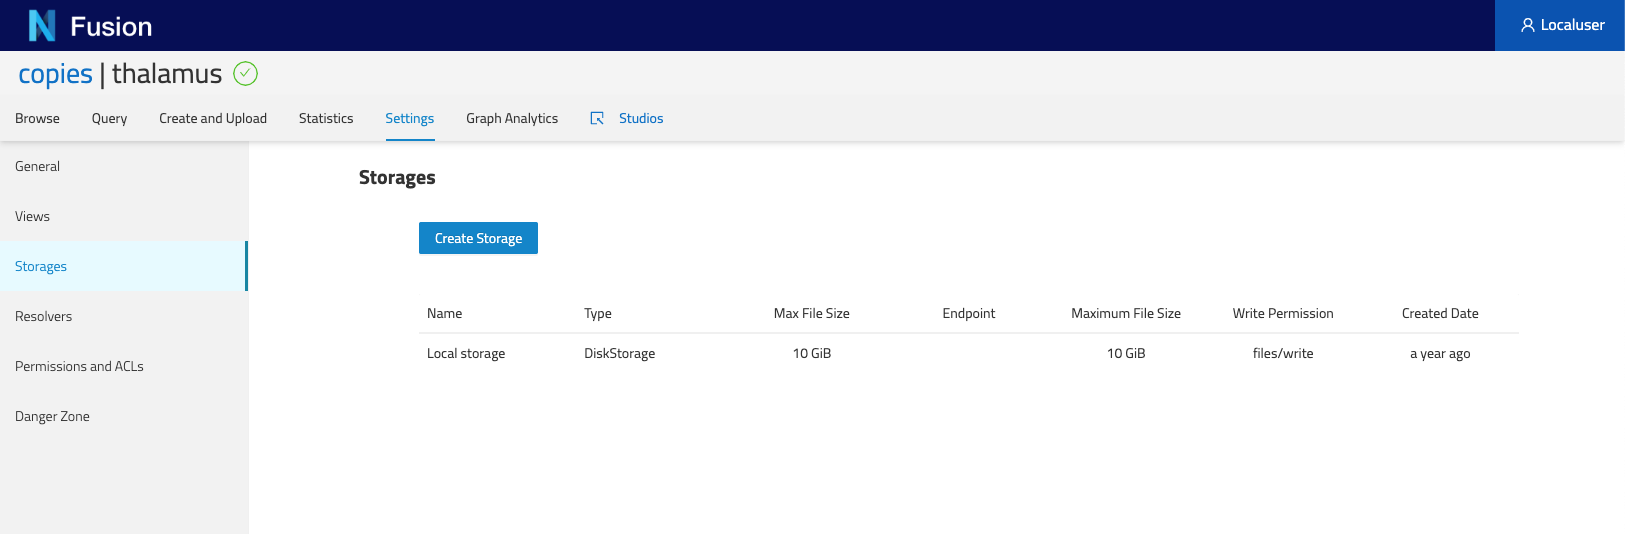 Fusion
Localuser
copies | thalamus
Browse Query Create and Upload Statistics Settings Graph Analytics Studios
General
Views
Storages
Resolvers
Permissions and ACLs
Danger Zone
Storages
Create Storage
Name Type Max File Size Endpoint Maximum File Size Write Permission Created Date
Local storage DiskStorage 10 GiB 10 GiB files/write a year ago